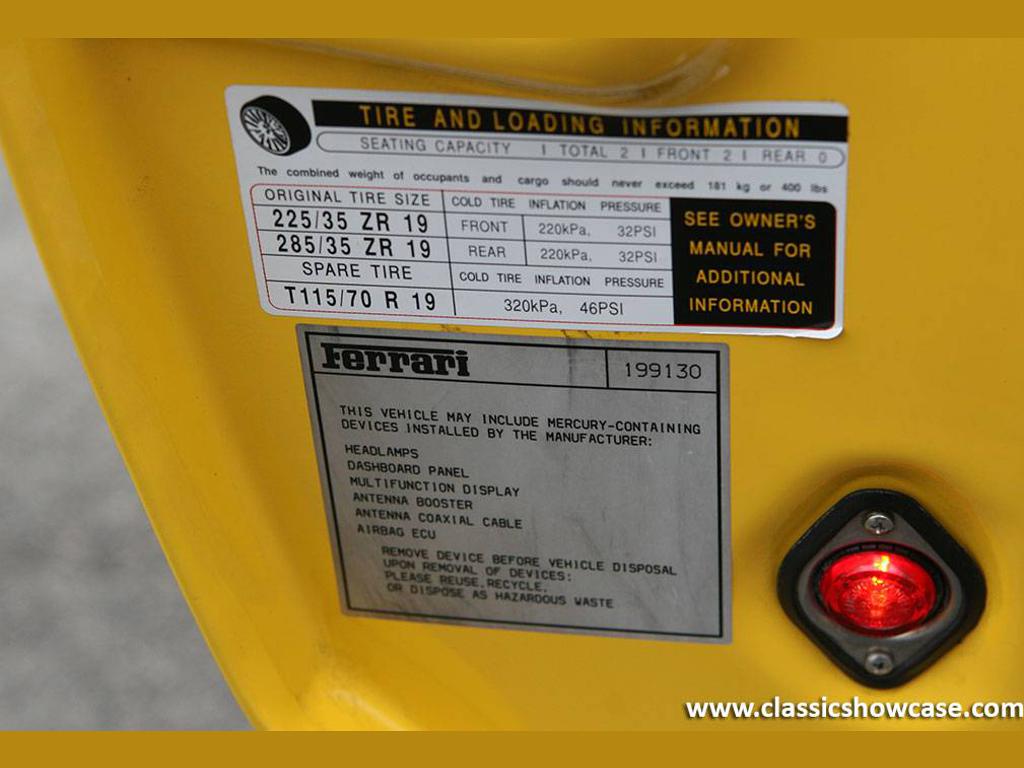 TIRE AND LOADING INFORMATION
SEATING CAPACITY | TOTAL 2 | FRONT 2 | REAR 0
The combined weight of occupants and cargo should never exceed 181 kg or 400 lbs
ORIGINAL TIRE SIZE
225/35 ZR 19
285/35 ZR 19
SPARE TIRE
T115/70 R 19
COLD TIRE INFLATION PRESSURE
FRONT 220kPa, 32PSI
REAR 220kPa, 32PSI
COLD TIRE INFLATION PRESSURE
320kPa, 46PSI
SEE OWNER'S
MANUAL FOR
ADDITIONAL
INFORMATION
Ferrari 199130
THIS VEHICLE MAY INCLUDE MERCURY-CONTAINING
DEVICES INSTALLED BY THE MANUFACTURER:
HEADLAMPS
DASHBOARD PANEL
MULTIFUNCTION DISPLAY
ANTENNA BOOSTER
ANTENNA COAXIAL CABLE
AIRBAG ECU
REMOVE DEVICE BEFORE VEHICLE DISPOSAL
UPON REMOVAL OF DEVICES:
PLEASE REUSE, RECYCLE,
OR DISPOSE AS HAZARDOUS WASTE
www.classicshowcase.com